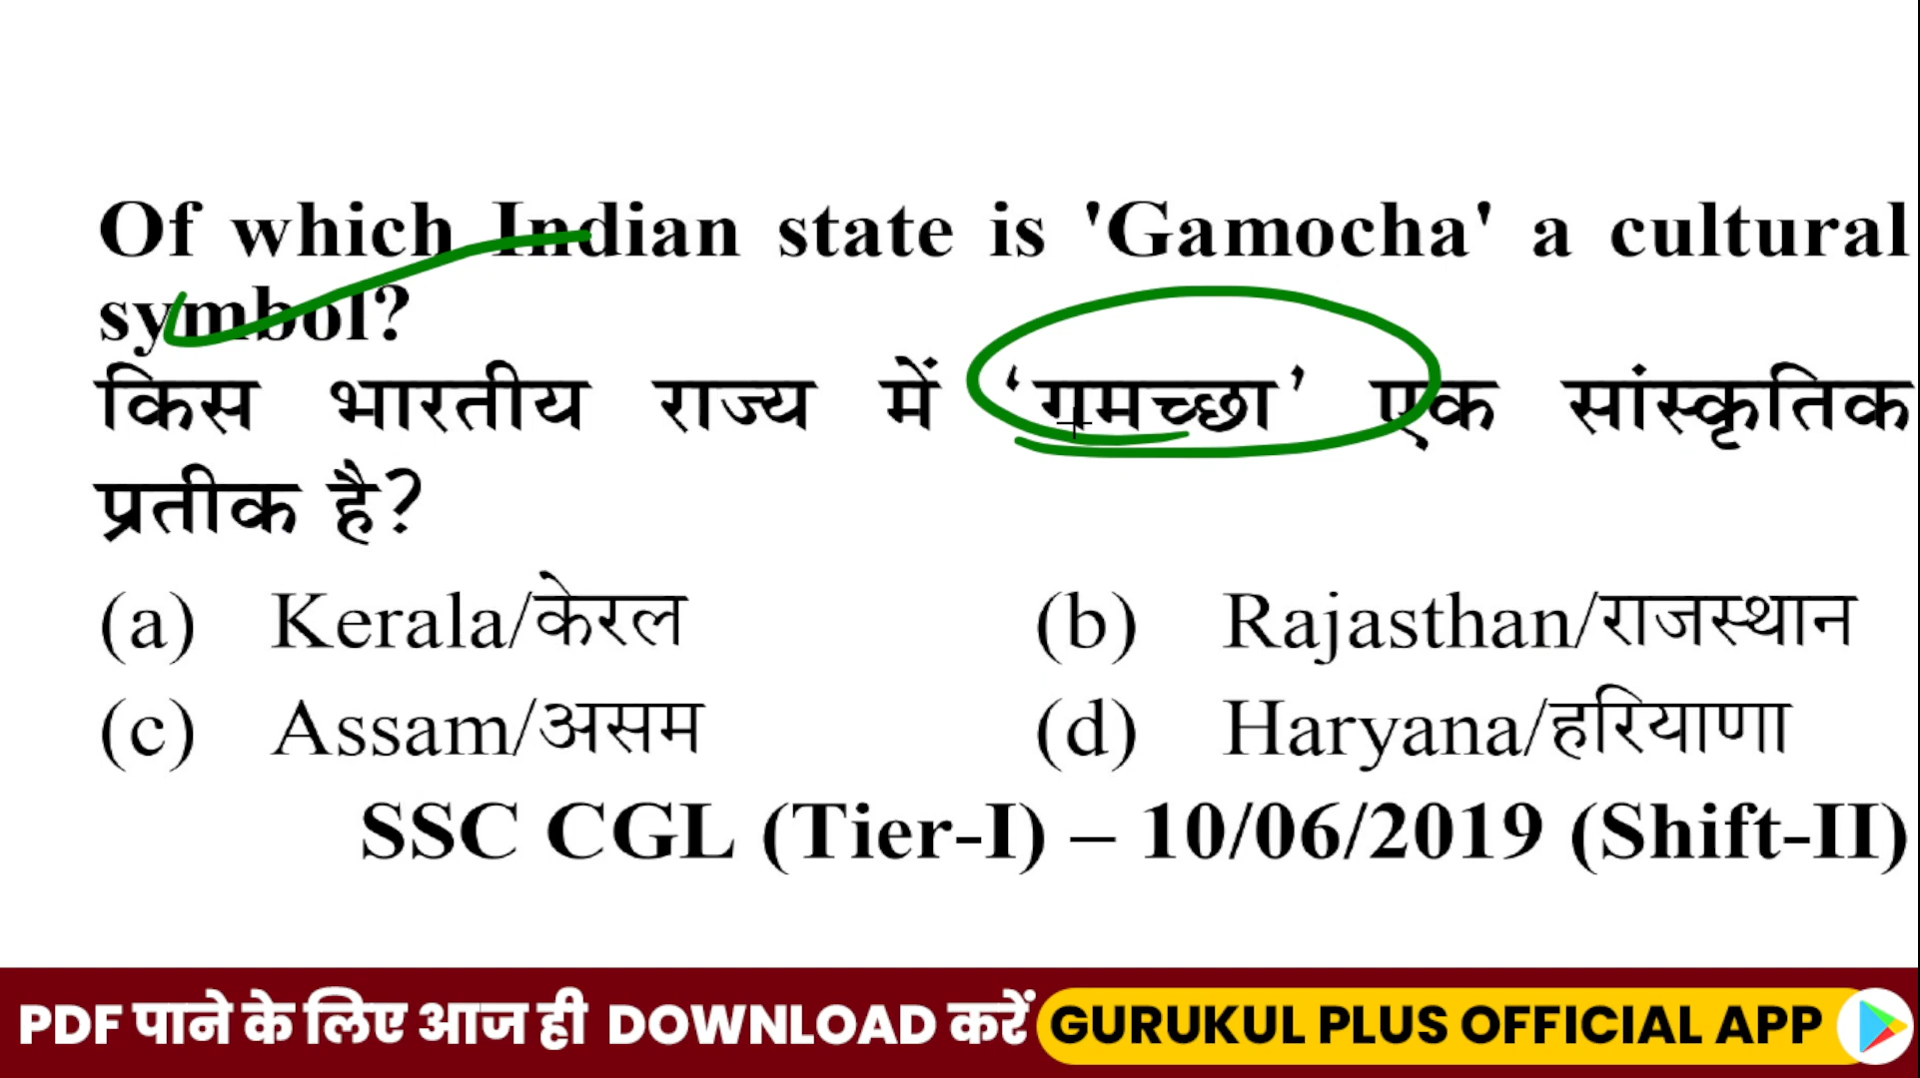 Of which Indian state is 'Gamocha' a cultural
symbol?
किस भारतीय राज्य में ‘गमच्छा’ एक सांस्कृतिक
प्रतीक है?
(a) Kerala/केरल (b) Rajasthan/राजस्थान
(c) Assam/असम (d) Haryana/हरियाणा
SSC CGL (Tier-I) – 10/06/2019 (Shift-II)
PDF पाने के लिए आज ही DOWNLOAD करें GURUKUL PLUS OFFICIAL APP